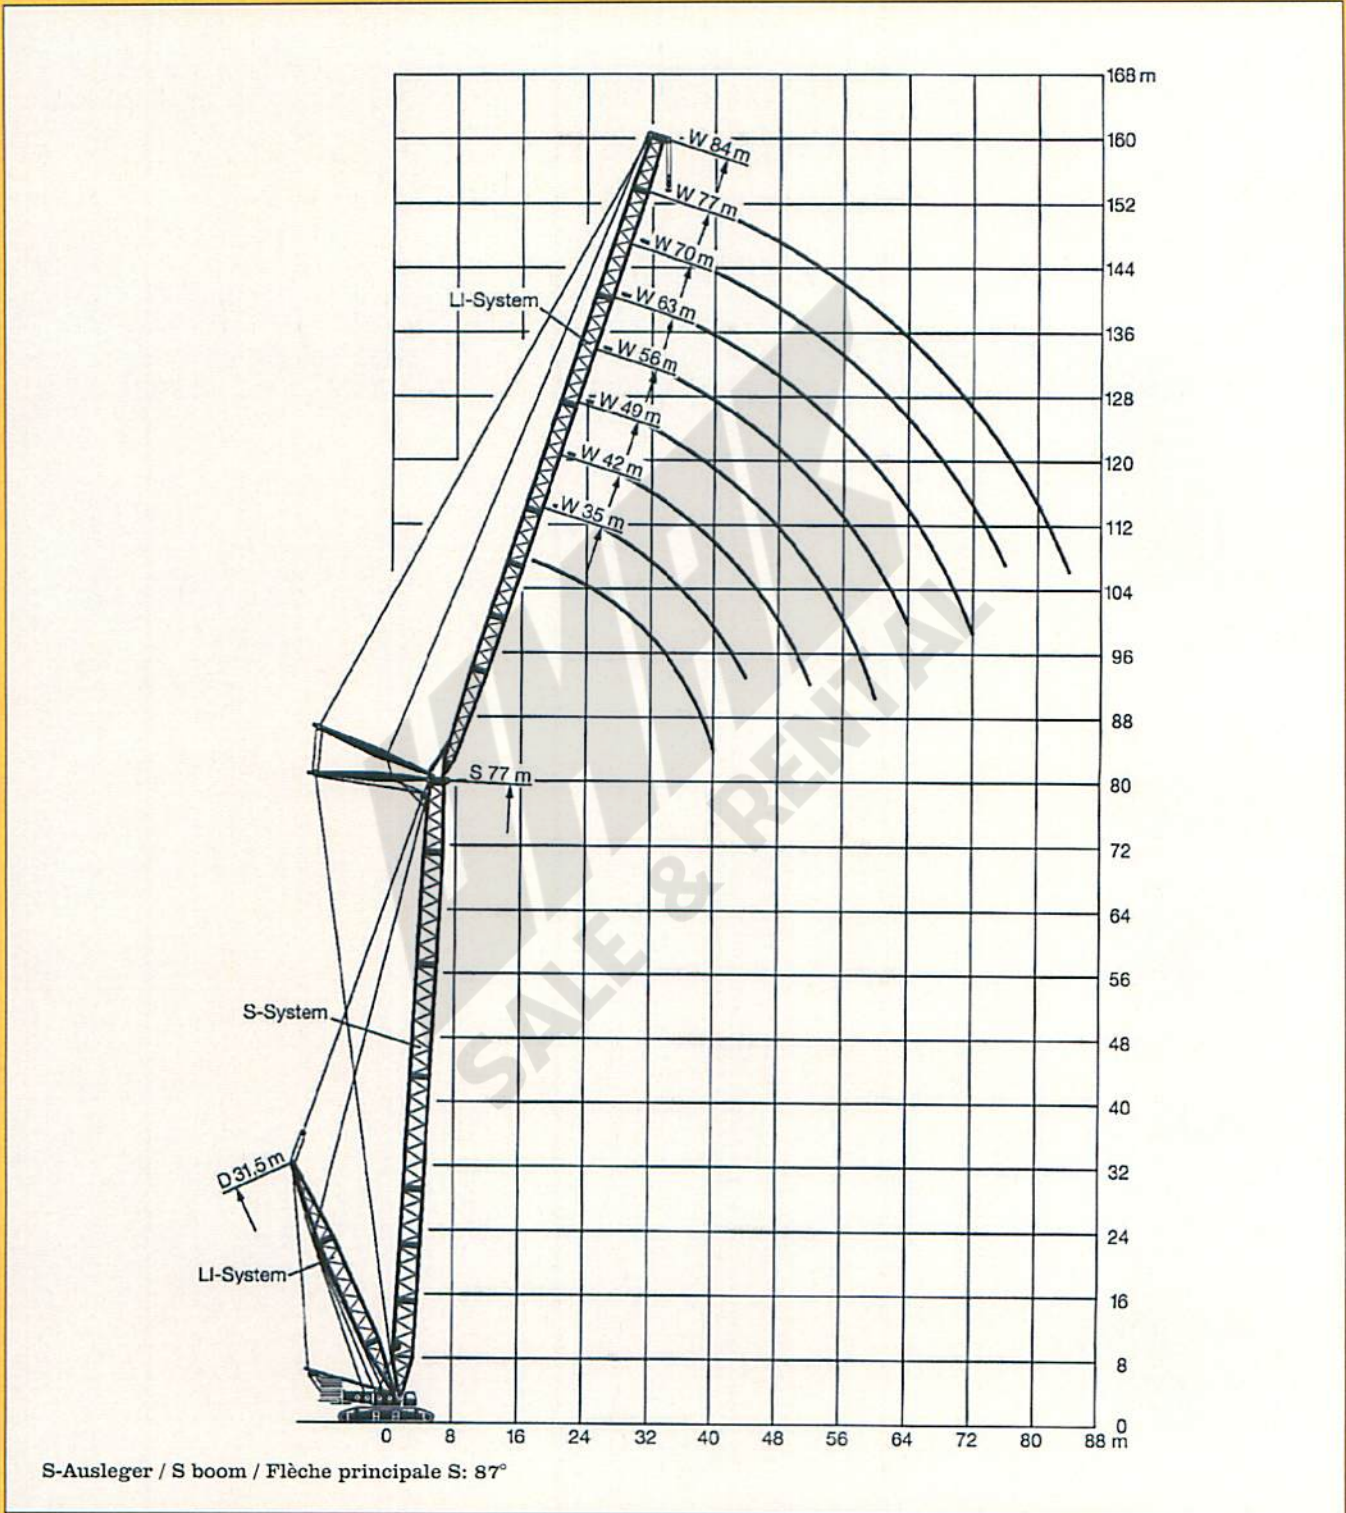 168 m
160
152
144
136
128
120
112
104
96
88
80
72
64
56
48
40
32
24
16
8
0
W 84 m
W 77 m
W 70 m
W 63 m
W 56 m
W 49 m
W 42 m
W 35 m
LI-System
S 77 m
S-System
D 31,5 m
LI-System
SALE & RENTAL
0 8 16 24 32 40 48 56 64 72 80 88 m
S-Ausleger / S boom / Flèche principale S: 87°